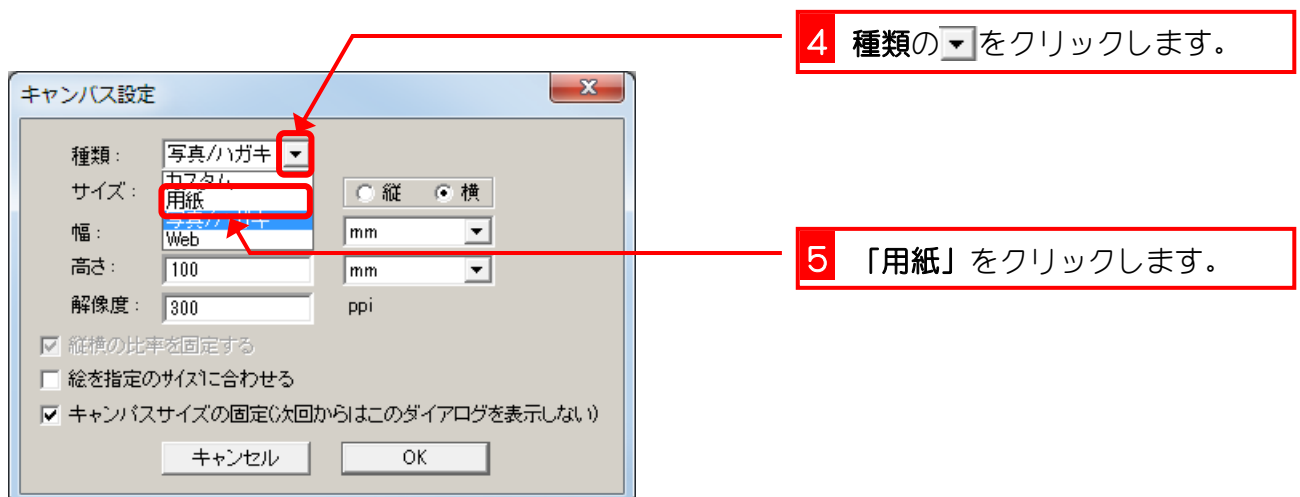 4 種類の▼をクリックします。
キャンバス設定
種類： 写真/ハガキ
カスタム
サイズ： 用紙 縦 横
写真/ハガキ
幅： Web mm
5 「用紙」をクリックします。
高さ： 100 mm
解像度： 300 ppi
縦横の比率を固定する
絵を指定のサイズに合わせる
キャンバスサイズの固定(次回からはこのダイアログを表示しない)
キャンセル OK